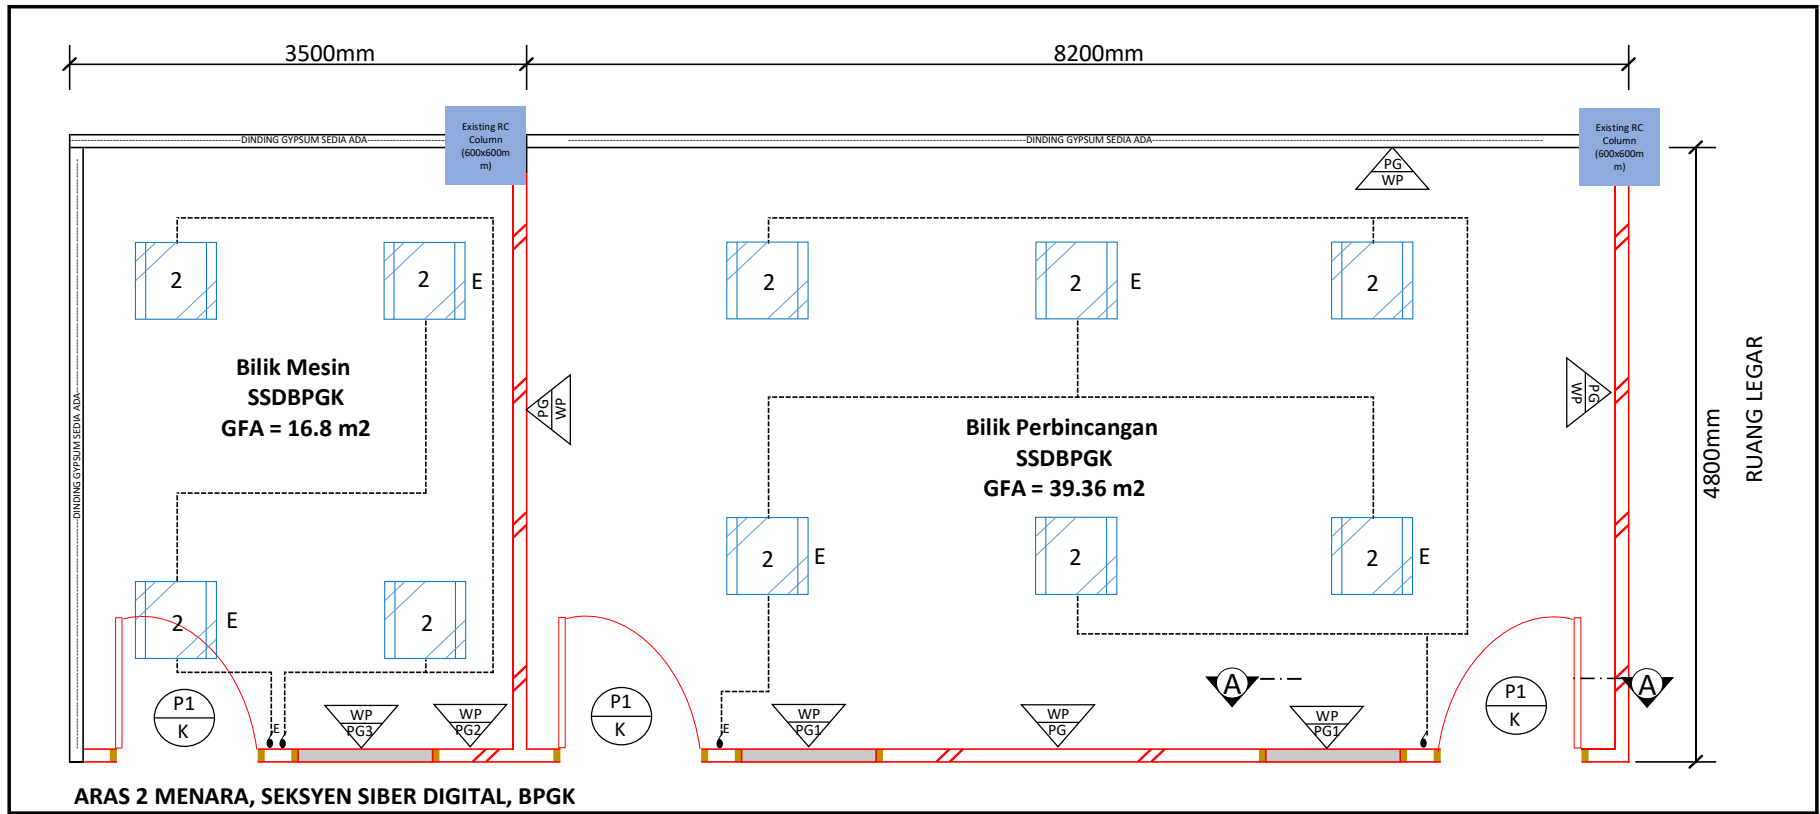 3500mm
8200mm
Existing RC
Column
(600x600m
m)
Existing RC
Column
(600x600m
m)
DINDING GYPSUM SEDIA ADA
DINDING GYPSUM SEDIA ADA
PG
WP
2
2
E
2
2
E
2
Bilik Mesin
SSDBPGK
GFA = 16.8 m2
DINDING GYPSUM SEDIA ADA
PG
WP
WP
PG
RUANG LEGAR
4800mm
Bilik Perbincangan
SSDBPGK
GFA = 39.36 m2
2
E
2
2
E
2
E
2
P1
K
E
WP
PG3
WP
PG2
P1
K
E
WP
PG1
WP
PG
A
WP
PG1
P1
K
A
ARAS 2 MENARA, SEKSYEN SIBER DIGITAL, BPGK